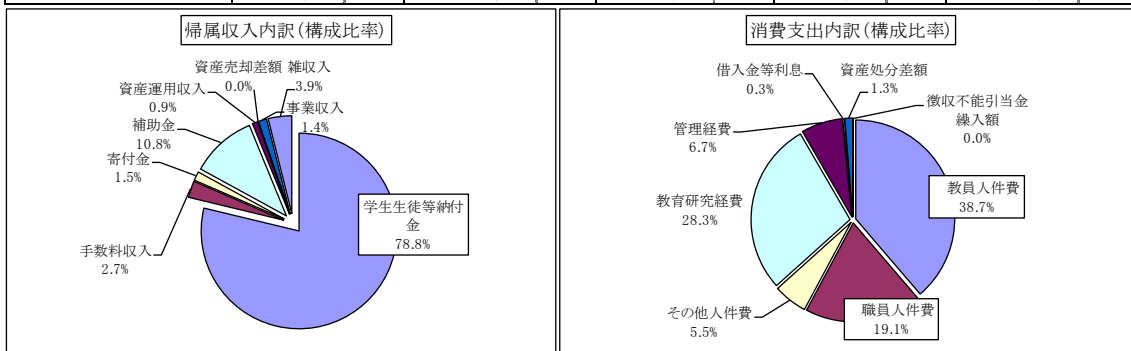 帰属収入内訳(構成比率)
資産売却差額
0.0%
雑収入
3.9%
資産運用収入
0.9%
事業収入
1.4%
補助金
10.8%
寄付金
1.5%
手数料収入
2.7%
学生生徒等納付
金
78.8%
消費支出内訳(構成比率)
借入金等利息
0.3%
資産処分差額
1.3%
徴収不能引当金
繰入額
0.0%
管理経費
6.7%
教育研究経費
28.3%
その他人件費
5.5%
職員人件費
19.1%
教員人件費
38.7%